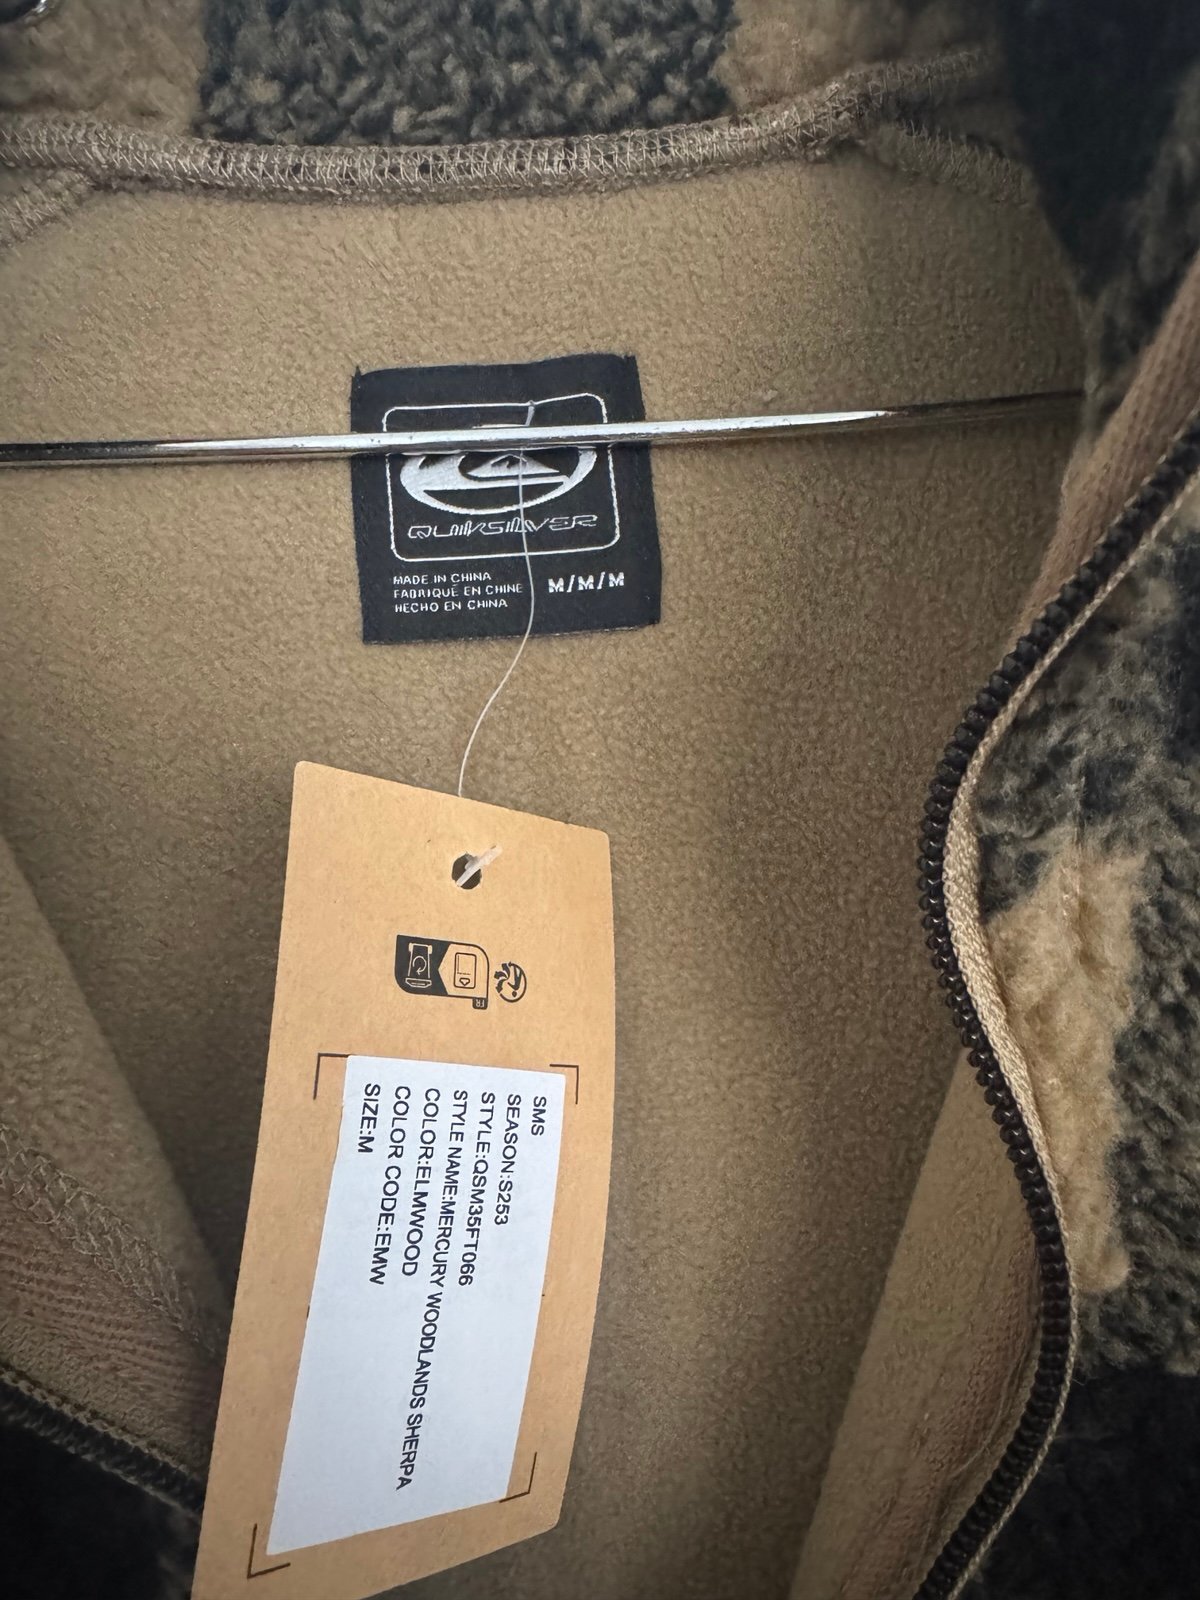 QUIKSILVER
MADE IN CHINA
FABRIQUÉ EN CHINE
HECHO EN CHINA
M/M/M
FR
SMS
SEASON:S253
STYLE:QSM35FT066
STYLE NAME:MERCURY WOODLANDS SHERPA
COLOR:ELMWOOD
COLOR CODE:EMW
SIZE:M